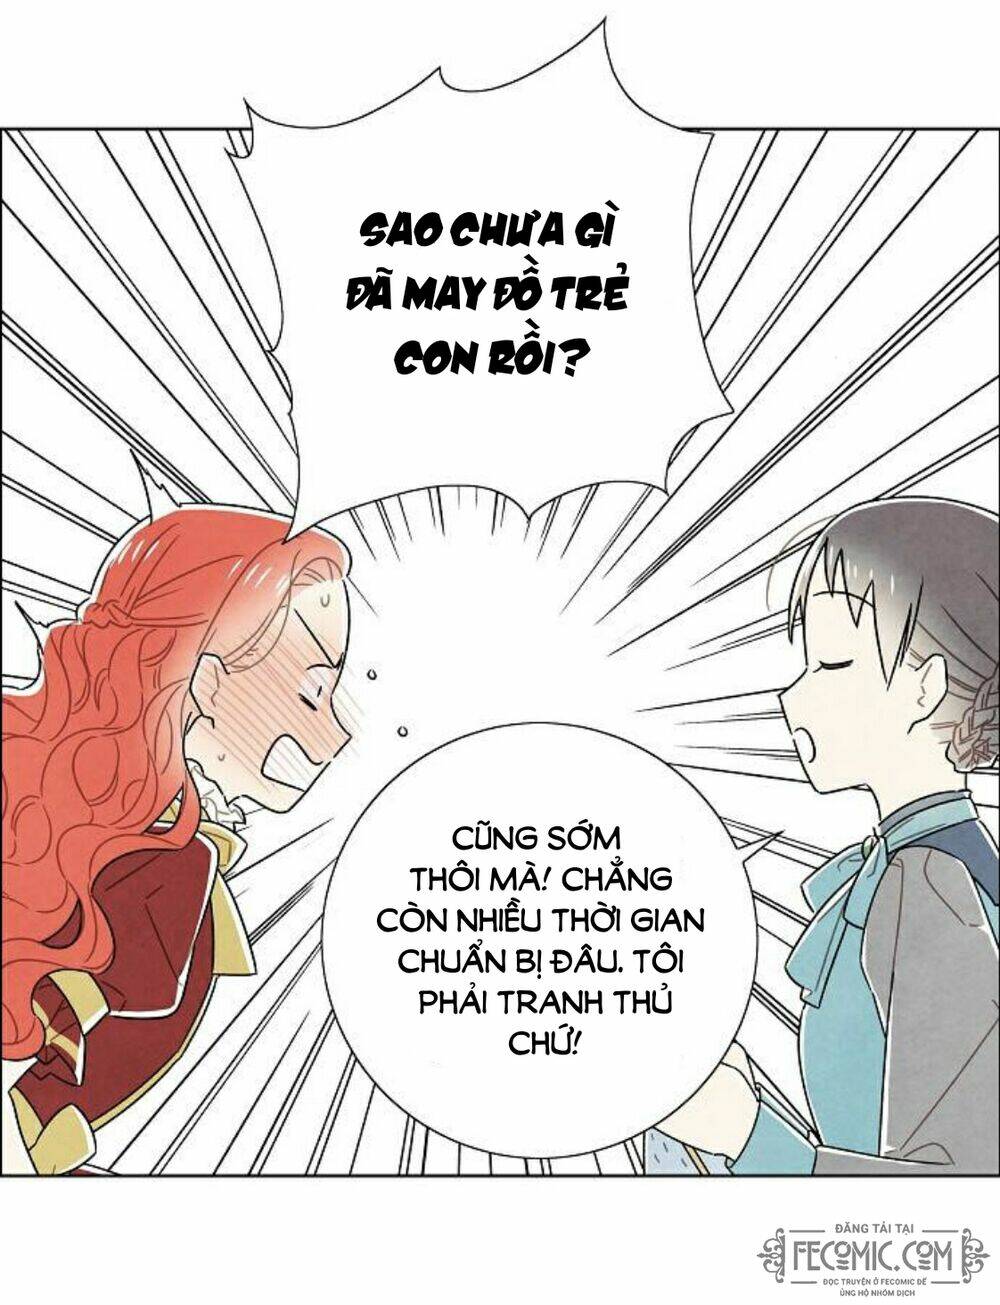 SAO CHƯA GÌ
ĐÃ MAY ĐỒ TRẺ
CON RỒI?
CŨNG SỚM
THÔI MÀ! CHẲNG
CÒN NHIỀU THỜI GIAN
CHUẨN BỊ ĐÂU. TÔI
PHẢI TRANH THỦ
CHỨ!
ĐĂNG TẢI TẠI
FECOMIC.COM
ĐỌC TRUYỆN Ở FECOMIC ĐỂ
ỦNG HỘ NHÓM DỊCH